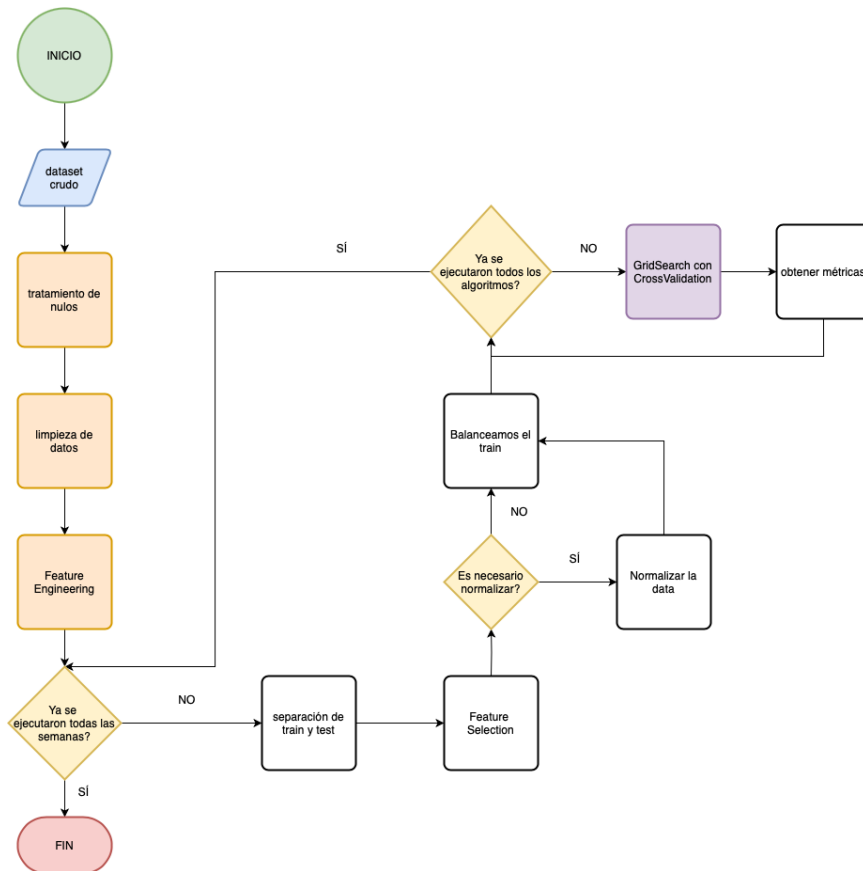 INICIO
dataset
crudo
tratamiento de
nulos
limpieza de
datos
Feature
Engineering
Ya se
ejecutaron todas las
semanas?
SÍ
FIN
NO
separación de
train y test
Feature
Selection
Es necesario
normalizar?
SÍ
Normalizar la
data
NO
Balanceamos el
train
Ya se
ejecutaron todos los
algoritmos?
SÍ
NO
GridSearch con
CrossValidation
obtener métricas